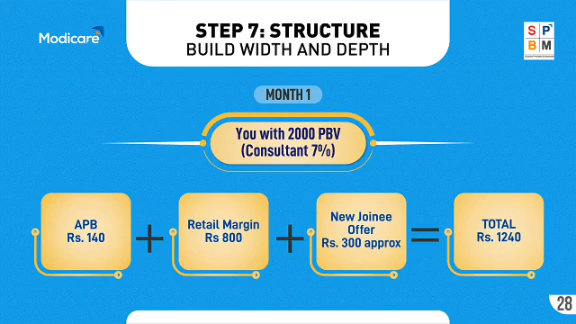 Modicare
STEP 7: STRUCTURE
BUILD WIDTH AND DEPTH
S P
B M
MONTH 1
You with 2000 PBV
(Consultant 7%)
APB
Rs. 140
+
Retail Margin
Rs 800
+
New Joinee
Offer
Rs. 300 approx
=
TOTAL
Rs. 1240
28